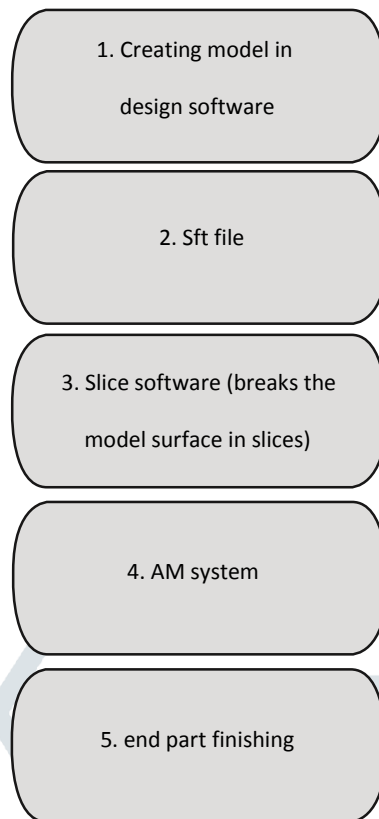 1. Creating model in
design software
2. Sft file
3. Slice software (breaks the
model surface in slices)
4. AM system
5. end part finishing